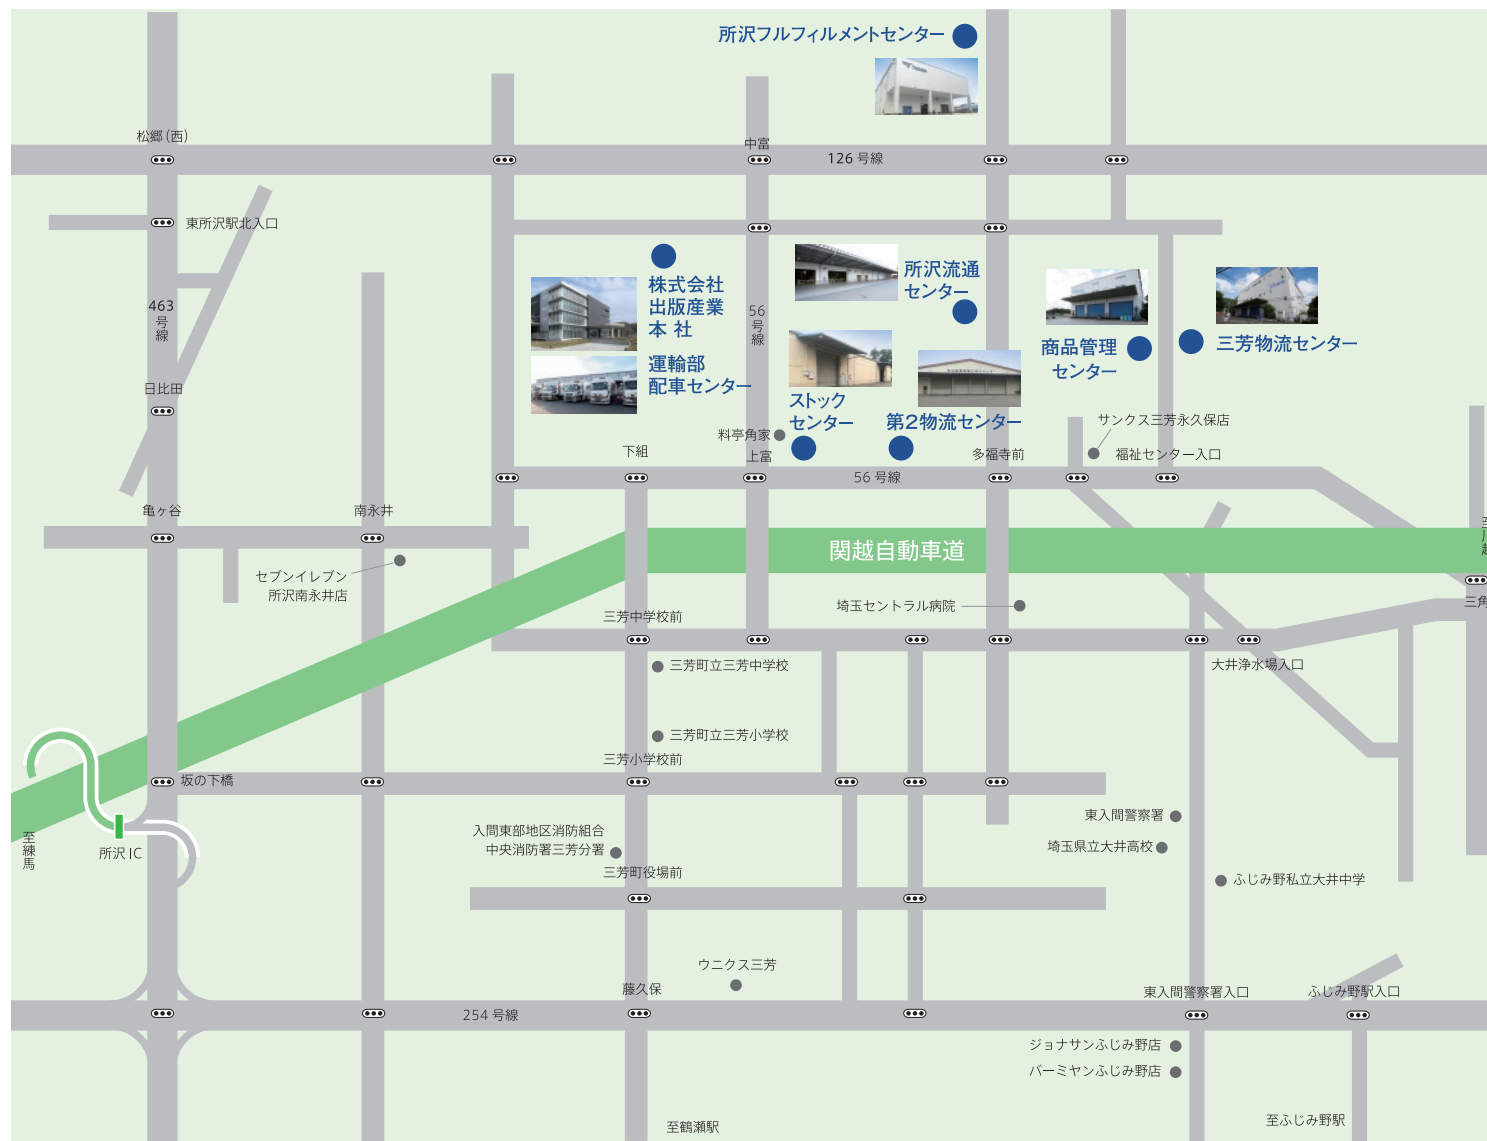 所沢フルフィルメントセンター
松郷(西)
中富
126 号線
東所沢駅北入口
株式会社
出版産業
本 社
運輸部
配車センター
所沢流通
センター
商品管理
センター
三芳物流センター
463
号
線
56
号
線
日比田
ストック
センター
第2物流センター
サンクス三芳永久保店
料亭角家
上富
下組
多福寺前
福祉センター入口
56 号線
亀ヶ谷
南永井
関越自動車道
セブンイレブン
所沢南永井店
埼玉セントラル病院
三芳中学校前
三芳町立三芳中学校
大井浄水場入口
三芳町立三芳小学校
三芳小学校前
坂の下橋
至
練
馬
所沢 IC
入間東部地区消防組合
中央消防署三芳分署
三芳町役場前
東入間警察署
埼玉県立大井高校
ふじみ野私立大井中学
ウニクス三芳
藤久保
254 号線
東入間警察署入口
ふじみ野駅入口
ジョナサンふじみ野店
バーミヤンふじみ野店
至鶴瀬駅
至ふじみ野駅